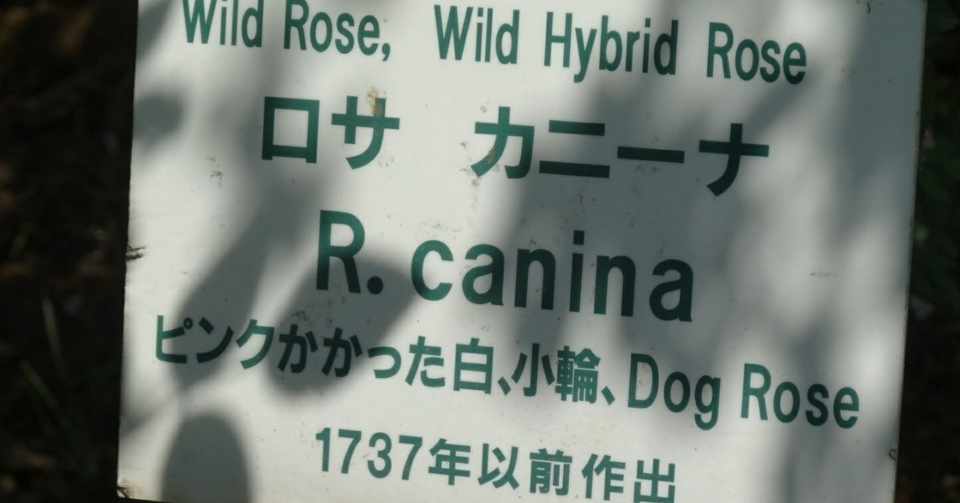 Wild Rose, Wild Hybrid Rose
ロサ カニーナ
R. canina
ピンクかかった白、小輪、Dog Rose
1737年以前作出